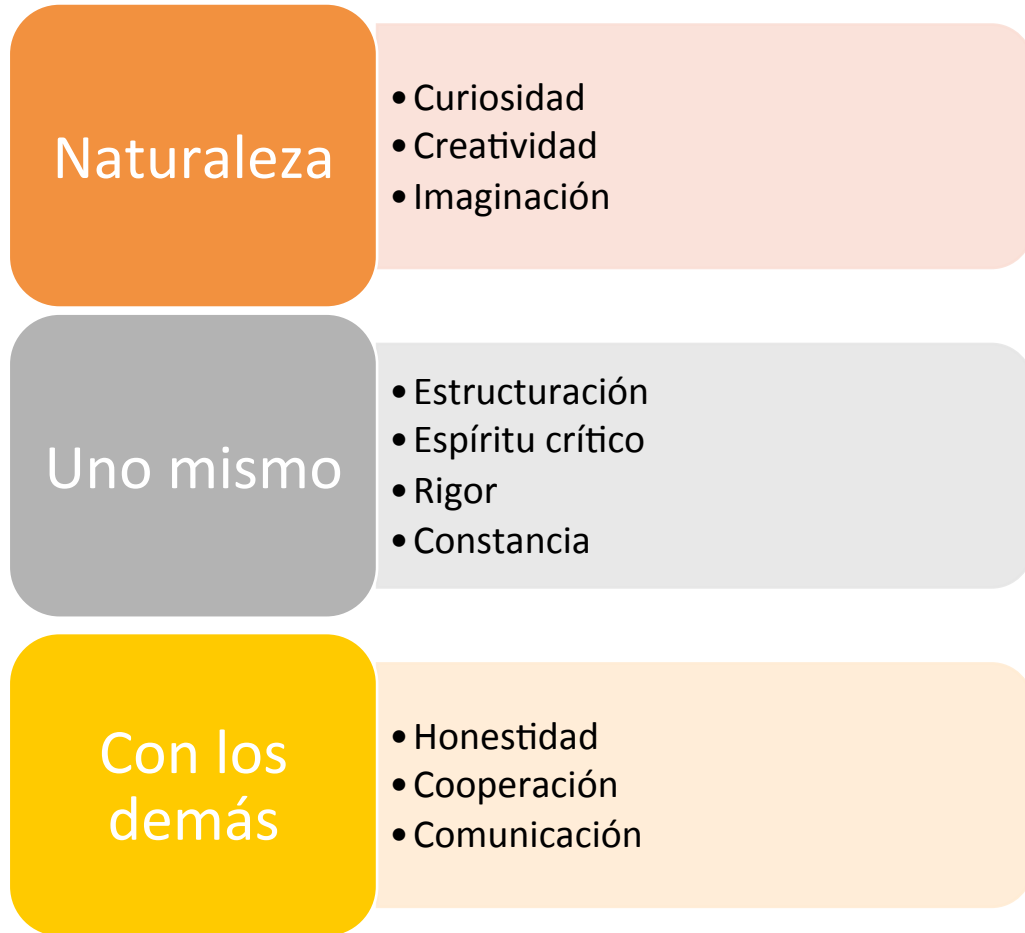 Naturaleza
• Curiosidad
• Creatividad
• Imaginación
Uno mismo
• Estructuración
• Espíritu crítico
• Rigor
• Constancia
Con los
demás
• Honestidad
• Cooperación
• Comunicación